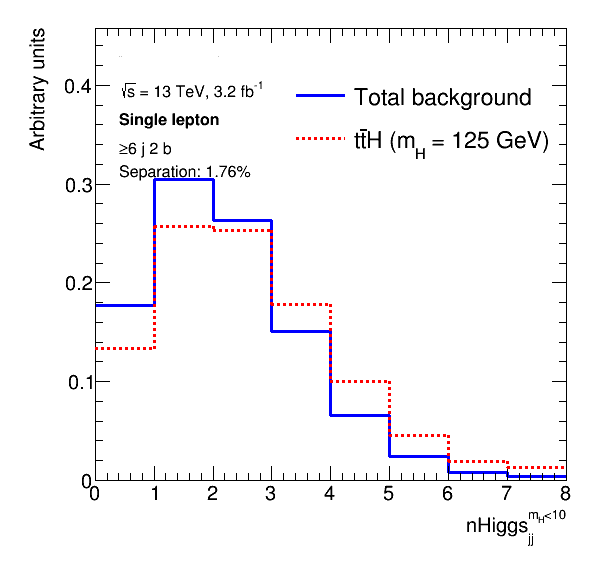 Arbitrary units
√s = 13 TeV, 3.2 fb⁻¹
Single lepton
≥6 j 2 b
Separation: 1.76%
Total background
tt̄H (m_H = 125 GeV)
0.4
0.3
0.2
0.1
0
0 1 2 3 4 5 6 7 8
nHiggs_jj^m_H<10